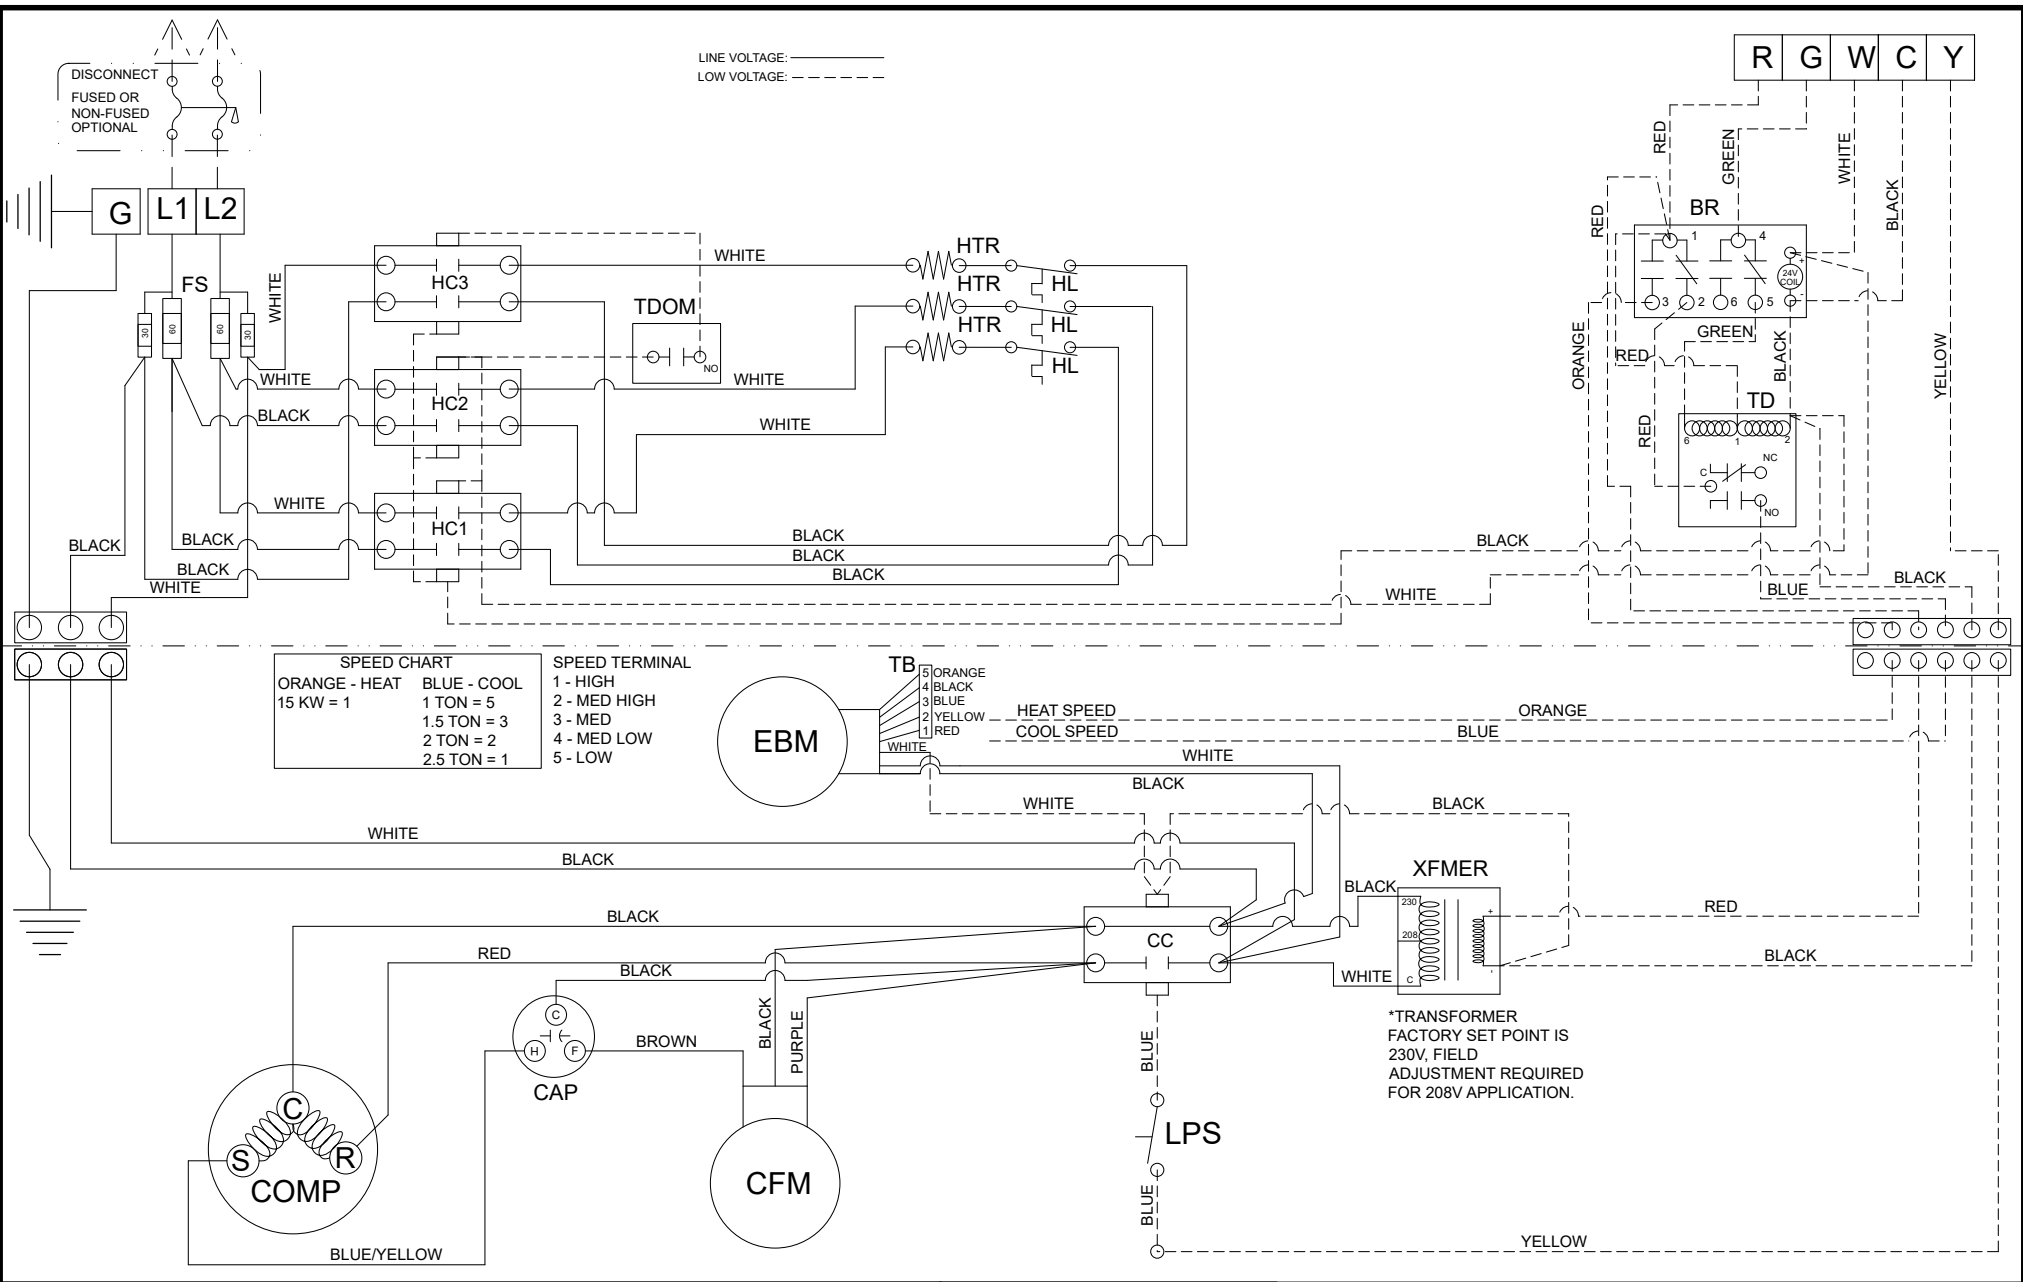 DISCONNECT
FUSED OR
NON-FUSED
OPTIONAL
LINE VOLTAGE:
LOW VOLTAGE:
R G W C Y
RED
GREEN
WHITE
BLACK
RED
G L1 L2
BR
1
4
+
24V
COIL
-
3
2
6
5
FS
30
60
60
30
WHITE
HC3
WHITE
TDOM
NO
HTR
HL
HTR
HL
HTR
HL
GREEN
RED
BLACK
ORANGE
YELLOW
WHITE
HC2
WHITE
BLACK
WHITE
RED
TD
6
1
2
NC
C
NO
WHITE
HC1
BLACK
BLACK
BLACK
WHITE
BLACK
BLACK
BLACK
BLACK
WHITE
BLACK
BLUE
SPEED CHART
ORANGE - HEAT BLUE - COOL
15 KW = 1 1 TON = 5
1.5 TON = 3
2 TON = 2
2.5 TON = 1
SPEED TERMINAL
1 - HIGH
2 - MED HIGH
3 - MED
4 - MED LOW
5 - LOW
EBM
TB
5 ORANGE
4 BLACK
3 BLUE
2 YELLOW
1 RED
WHITE
HEAT SPEED
ORANGE
COOL SPEED
BLUE
WHITE
BLACK
WHITE
BLACK
WHITE
BLACK
XFMER
BLACK
230
208
C
+
-
WHITE
RED
BLACK
BLACK
CC
RED
BLACK
CAP
C
H
F
BROWN
BLACK
PURPLE
*TRANSFORMER
FACTORY SET POINT IS
230V, FIELD
ADJUSTMENT REQUIRED
FOR 208V APPLICATION.
BLUE
LPS
BLUE
C
S
R
COMP
CFM
BLUE/YELLOW
YELLOW